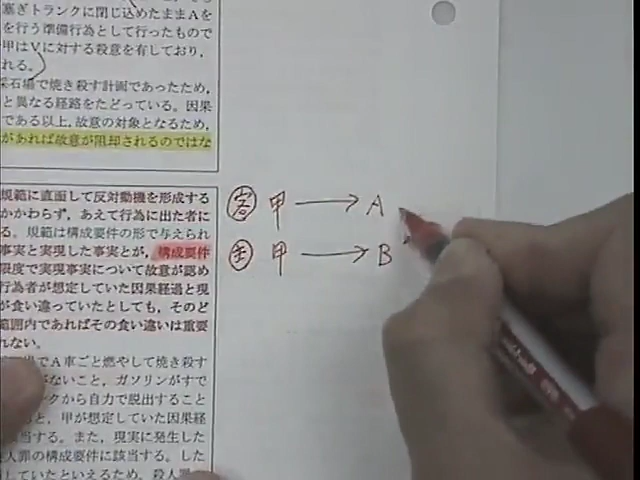 塞ぎトランクに閉じ込めたままAを
を行う準備行為として行ったもので
甲はVに対する殺意を有しており,
れる。
採石場で焼き殺す計画であったため,
と異なる経路をたどっている。因果
である以上,故意の対象となるため,
があれば故意が阻却されるのではな
規範に直面して反対動機を形成する
かかわらず,あえて行為に出た者に
る。規範は構成要件の形で与えられ
事実と実現した事実とが,構成要件
限度で実現事実について故意が認め
行為者が想定していた因果経過と現
が食い違っていたとしても,そのど
範囲内であればその食い違いは重要
れない。
客 甲 → A
主 甲 → B
でA車ごと燃やして焼き殺す
がないこと,ガソリンがすで
ークから自力で脱出すること
と,甲が想定していた因果経
当する。また,現実に発生した
人罪の構成要件に該当する。した
していたといえるため,殺人罪